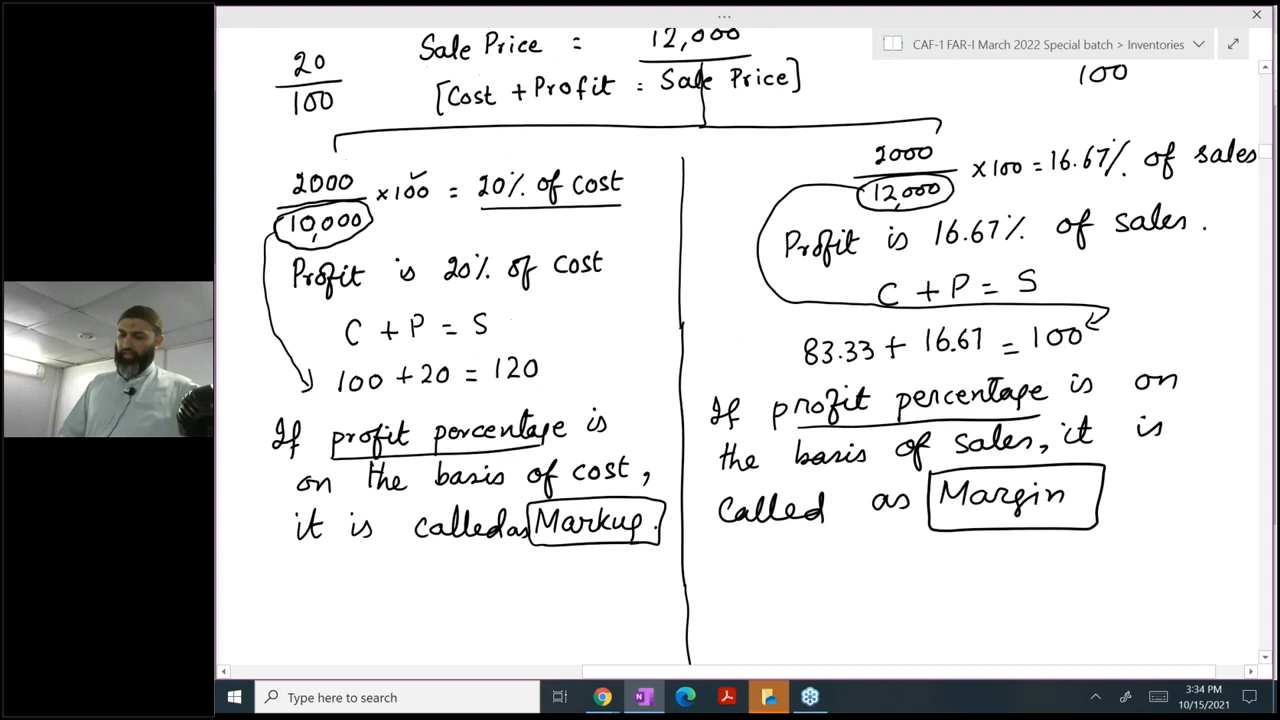 CAF-1 FAR-I March 2022 Special batch > Inventories
Sale Price = 12,000
20
100
[Cost + Profit = Sale Price]
100
2000
10,000
×100 = 20% of cost
Profit is 20% of cost
C + P = S
100 + 20 = 120
If profit percentage is
on the basis of cost,
it is called as Markup.
2000
12,000
×100 = 16.67% of sales
Profit is 16.67% of sales.
C + P = S
83.33 + 16.67 = 100
If profit percentage is on
the basis of sales, it is
called as Margin
Type here to search
3:34 PM
10/15/2021